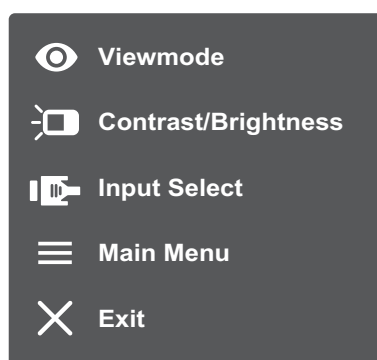 Viewmode
Contrast/Brightness
Input Select
Main Menu
Exit